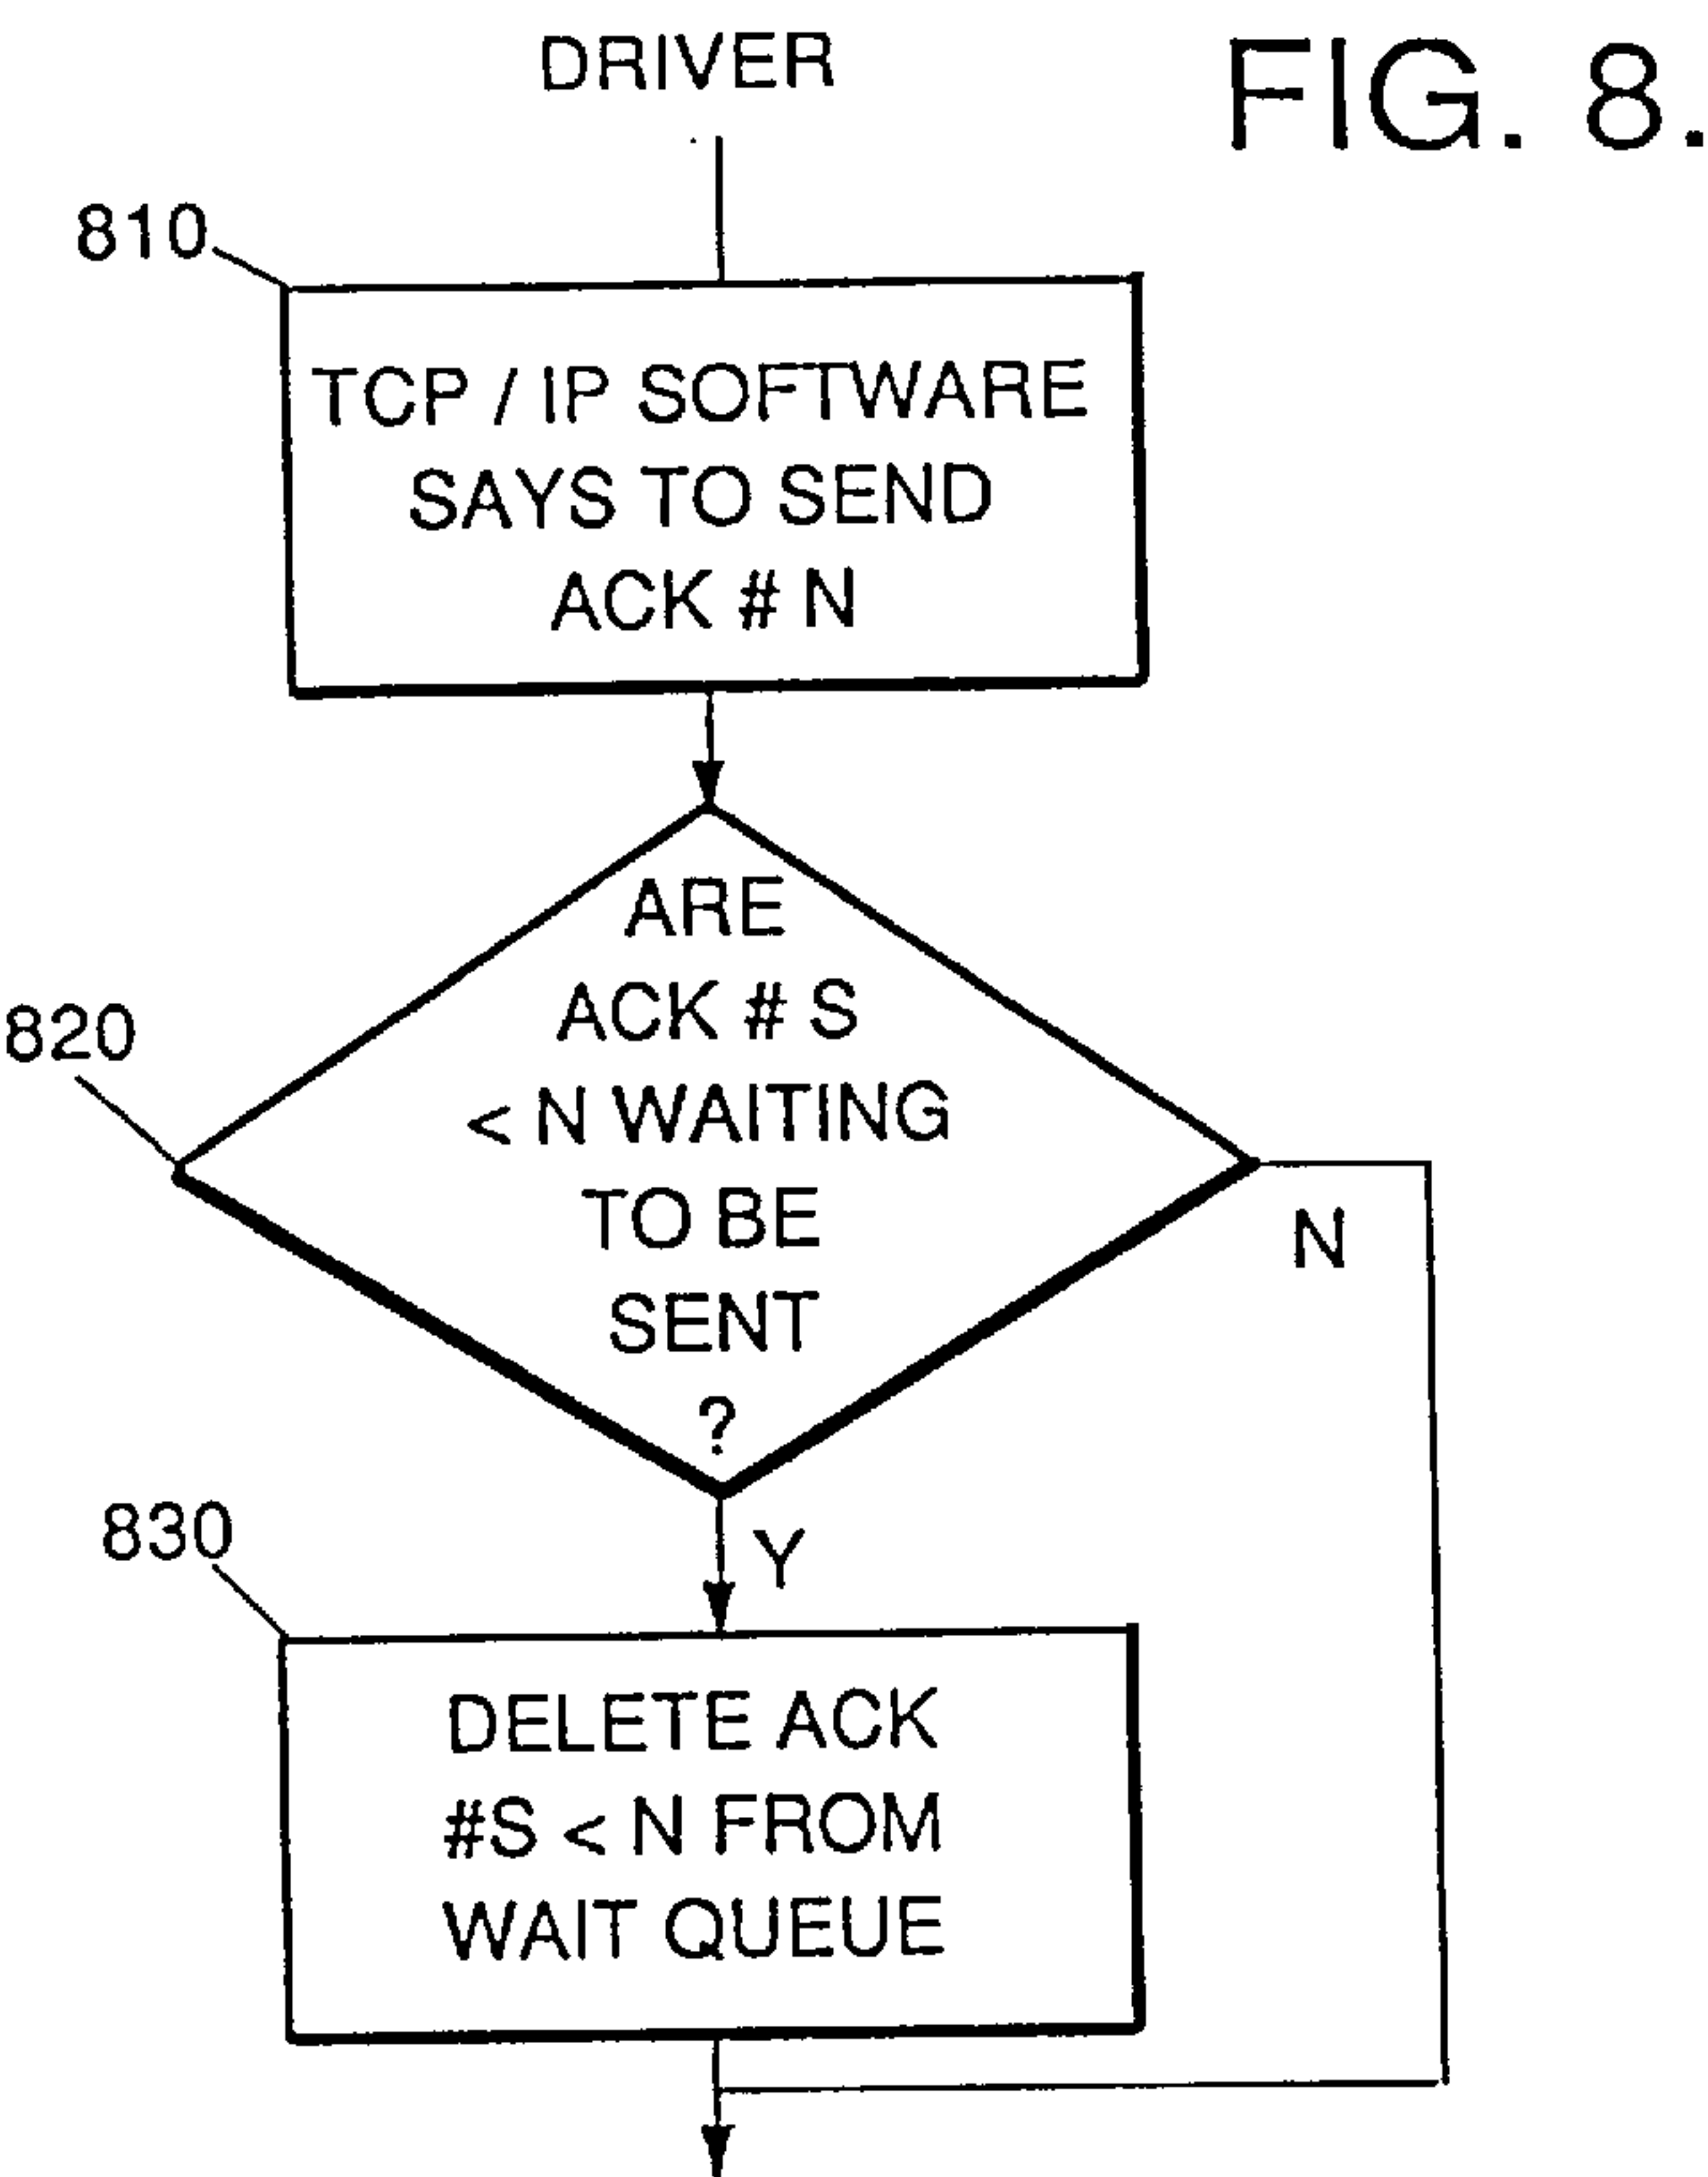 DRIVER
FIG. 8.
810
TCP / IP SOFTWARE
SAYS TO SEND
ACK # N
820
ARE
ACK # S
< N WAITING
TO BE
SENT
?
N
Y
830
DELETE ACK
#S < N FROM
WAIT QUEUE